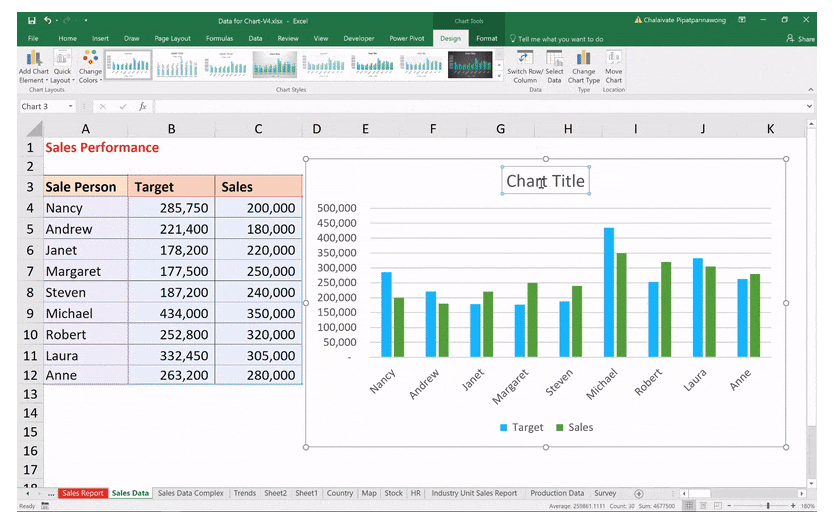 Data for Chart-V4.xlsx - Excel
Chart Tools
Chalaivate Pipatpannawong
File Home Insert Draw Page Layout Formulas Data Review View Developer Power Pivot Design Format Tell me what you want to do Share
Add Chart Element Quick Layout Change Colors Switch Row/ Column Select Data Change Chart Type Move Chart
Chart Layouts Chart Styles Data Type Location
Chart 3 fx
A B C D E F G H I J K
1 Sales Performance
2
3 Sale Person Target Sales
4 Nancy 285,750 200,000
5 Andrew 221,400 180,000
6 Janet 178,200 220,000
7 Margaret 177,500 250,000
8 Steven 187,200 240,000
9 Michael 434,000 350,000
10 Robert 252,800 320,000
11 Laura 332,450 305,000
12 Anne 263,200 280,000
13
14
15
16
17
18
Chart Title
500,000
450,000
400,000
350,000
300,000
250,000
200,000
150,000
100,000
50,000
-
Nancy Andrew Janet Margaret Steven Michael Robert Laura Anne
Target Sales
... Sales Report Sales Data Sales Data Complex Trends Sheet2 Sheet1 Country Map Stock HR Industry Unit Sales Report Production Data Survey
Ready Average: 259861.1111 Count: 30 Sum: 4677500 180%